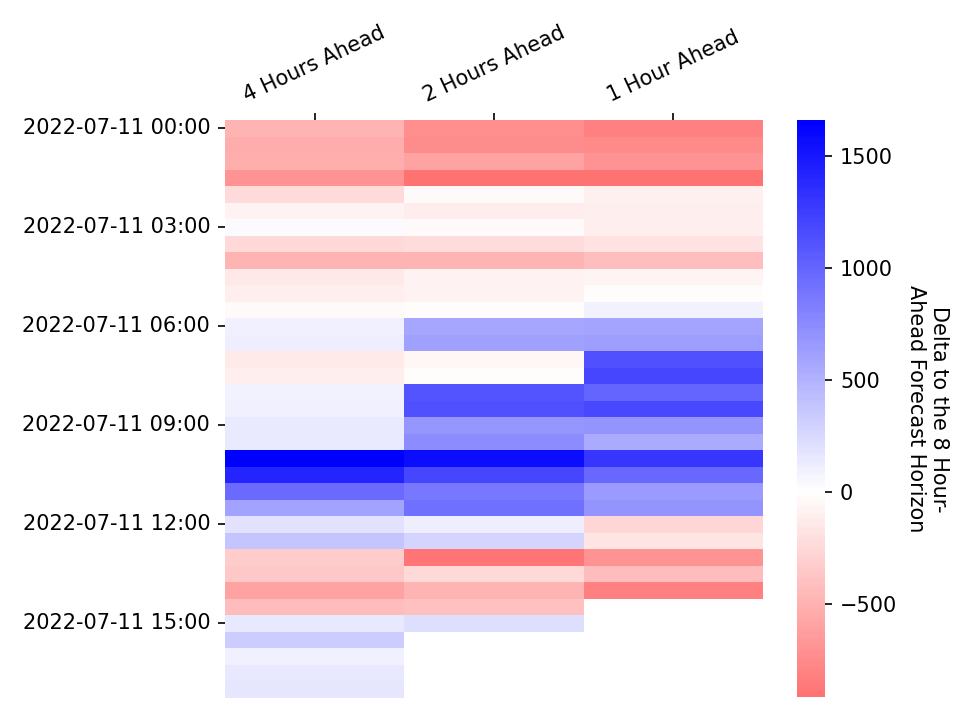 4 Hours Ahead
2 Hours Ahead
1 Hour Ahead
2022-07-11 00:00
2022-07-11 03:00
2022-07-11 06:00
2022-07-11 09:00
2022-07-11 12:00
2022-07-11 15:00
1500
1000
500
0
−500
Delta to the 8 Hour-
Ahead Forecast Horizon